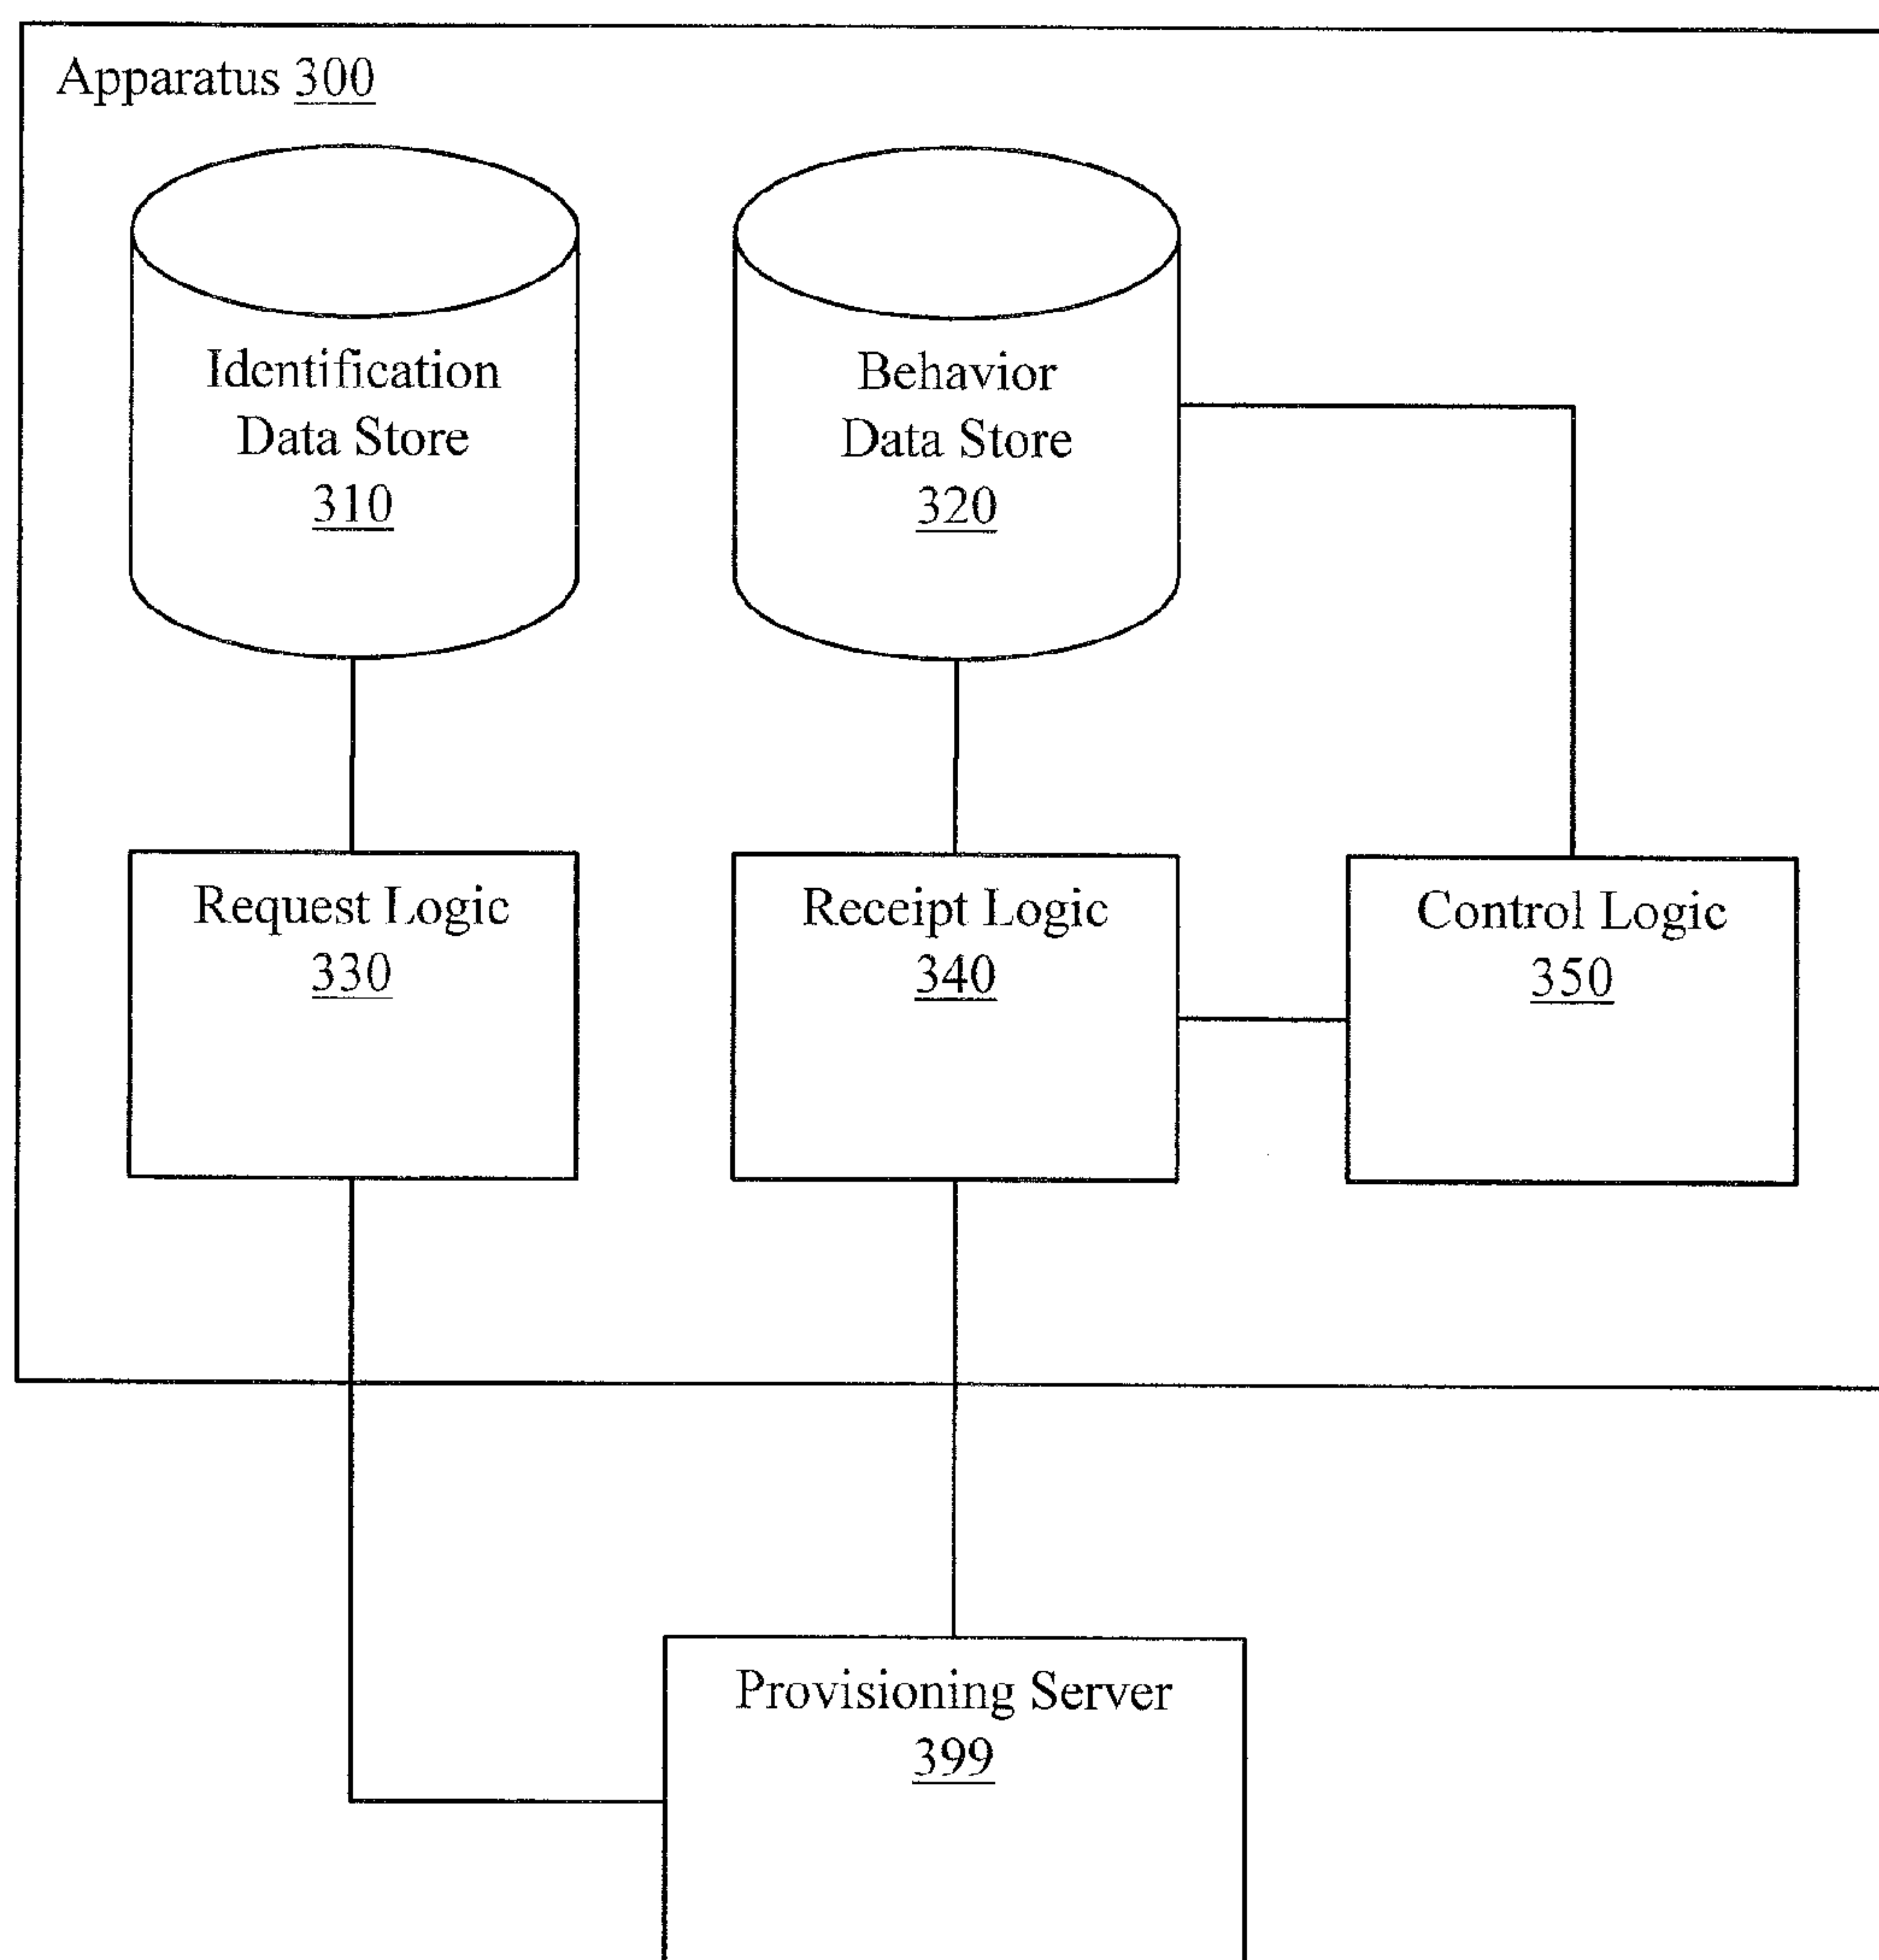 Apparatus 300
Identification
Data Store
310
Behavior
Data Store
320
Request Logic
330
Receipt Logic
340
Control Logic
350
Provisioning Server
399